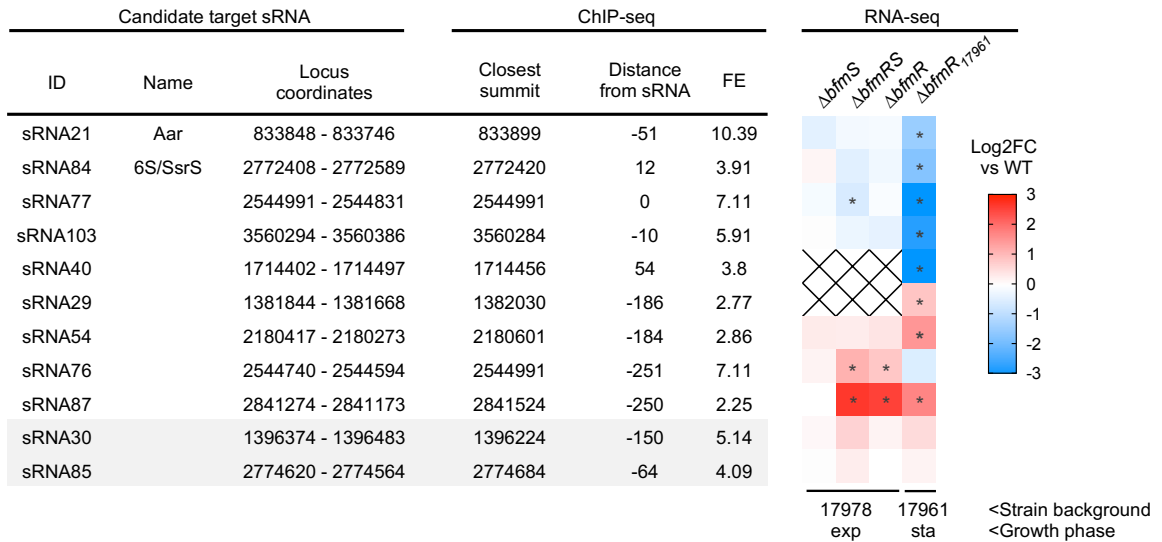 Candidate target sRNA ChIP-seq RNA-seq
ΔbfmS ΔbfmRS ΔbfmR ΔbfmR17961
ID Name Locus coordinates Closest summit Distance from sRNA FE
sRNA21 Aar 833848 - 833746 833899 -51 10.39 *
sRNA84 6S/SsrS 2772408 - 2772589 2772420 12 3.91 *
sRNA77 2544991 - 2544831 2544991 0 7.11 * *
sRNA103 3560294 - 3560386 3560284 -10 5.91 *
sRNA40 1714402 - 1714497 1714456 54 3.8 *
sRNA29 1381844 - 1381668 1382030 -186 2.77 *
sRNA54 2180417 - 2180273 2180601 -184 2.86 *
sRNA76 2544740 - 2544594 2544991 -251 7.11 * *
sRNA87 2841274 - 2841173 2841524 -250 2.25 * * *
sRNA30 1396374 - 1396483 1396224 -150 5.14
sRNA85 2774620 - 2774564 2774684 -64 4.09
Log2FC
vs WT
3
2
1
0
-1
-2
-3
17978 17961 <Strain background
exp sta <Growth phase